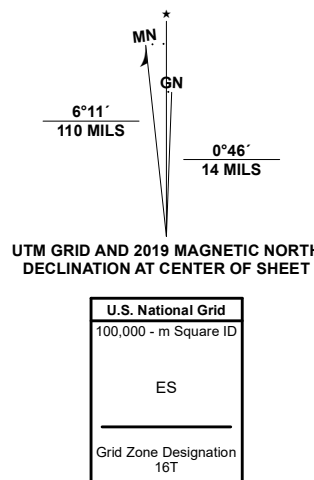 MN
GN
6°11´
110 MILS
0°46´
14 MILS
UTM GRID AND 2019 MAGNETIC NORTH
DECLINATION AT CENTER OF SHEET
U.S. National Grid
100,000 - m Square ID
ES
Grid Zone Designation
16T